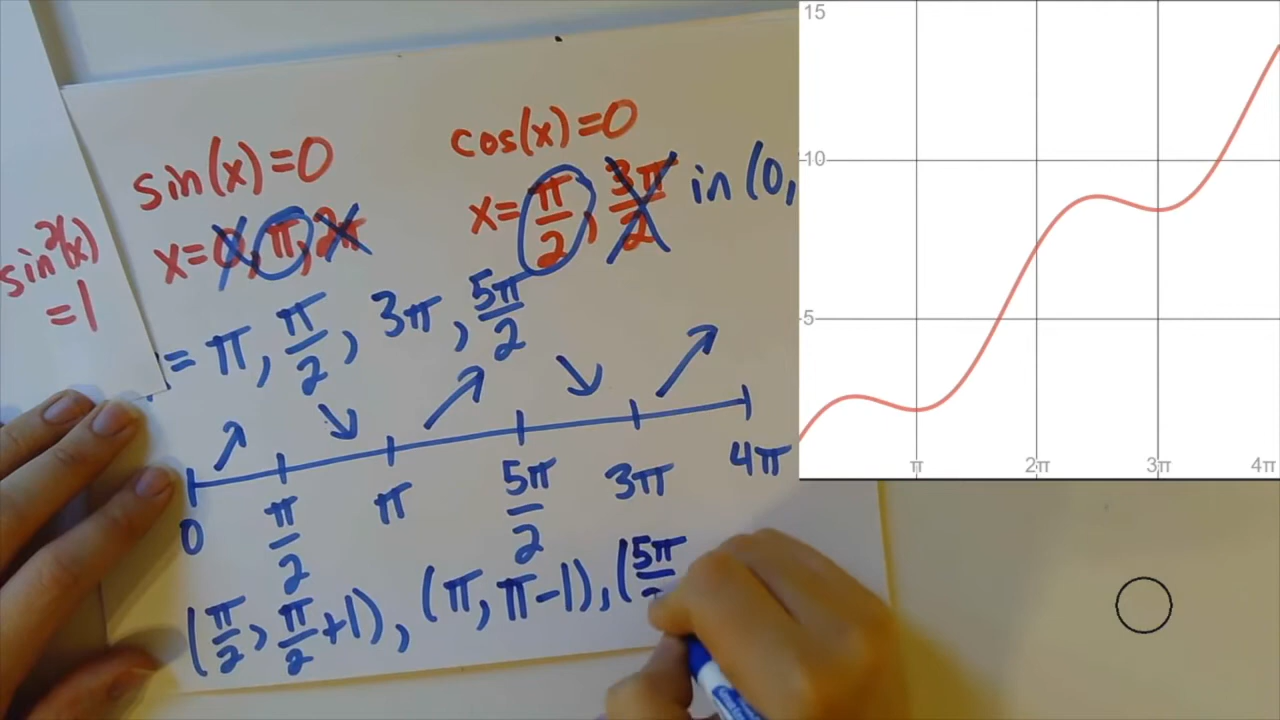 sin(x)=0
x=0, π, 2π
cos(x)=0
x=π/2, 3π/2 in (0,
sin²(x)
=1
= π, π/2, 3π, 5π/2
0 π/2 π 5π/2 3π 4π
(π/2, π/2+1), (π, π-1), (5π
15
10
5
π 2π 3π 4π